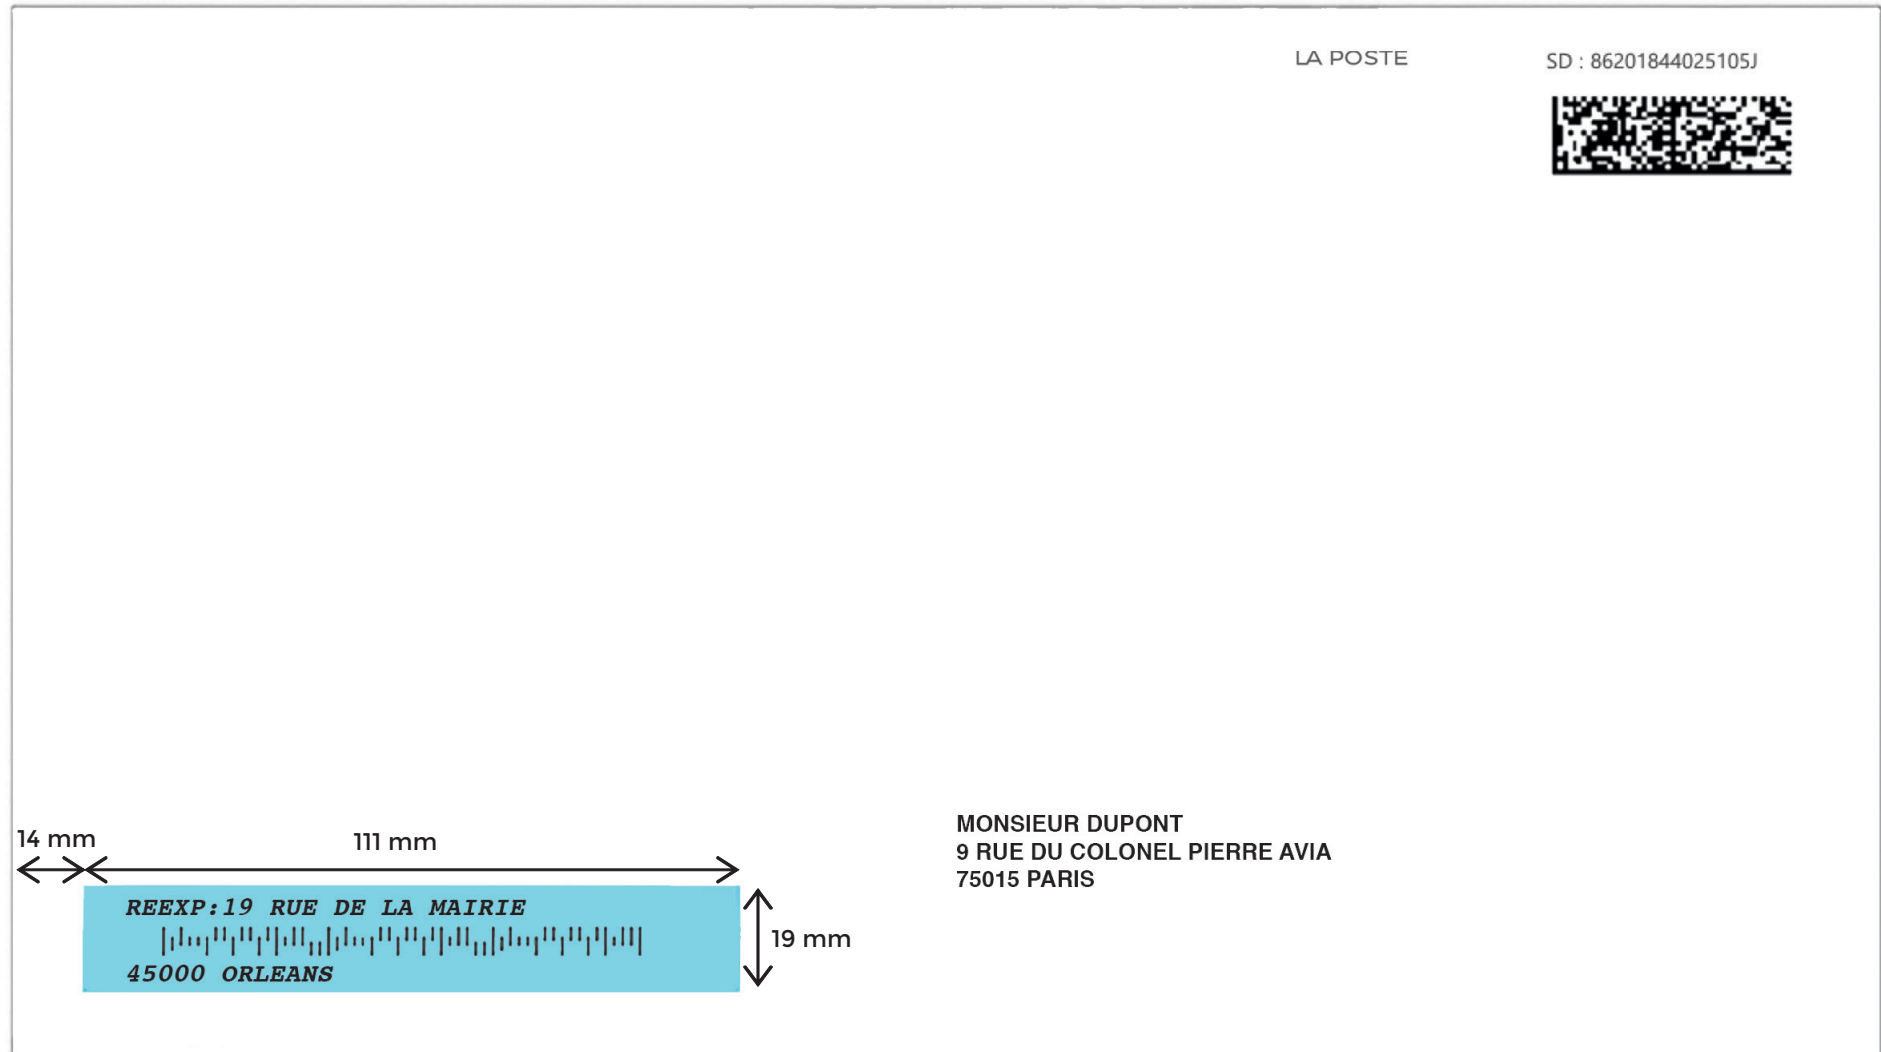 LA POSTE
SD : 86201844025105J
14 mm
111 mm
MONSIEUR DUPONT
9 RUE DU COLONEL PIERRE AVIA
75015 PARIS
REEXP:19 RUE DE LA MAIRIE
45000 ORLEANS
19 mm